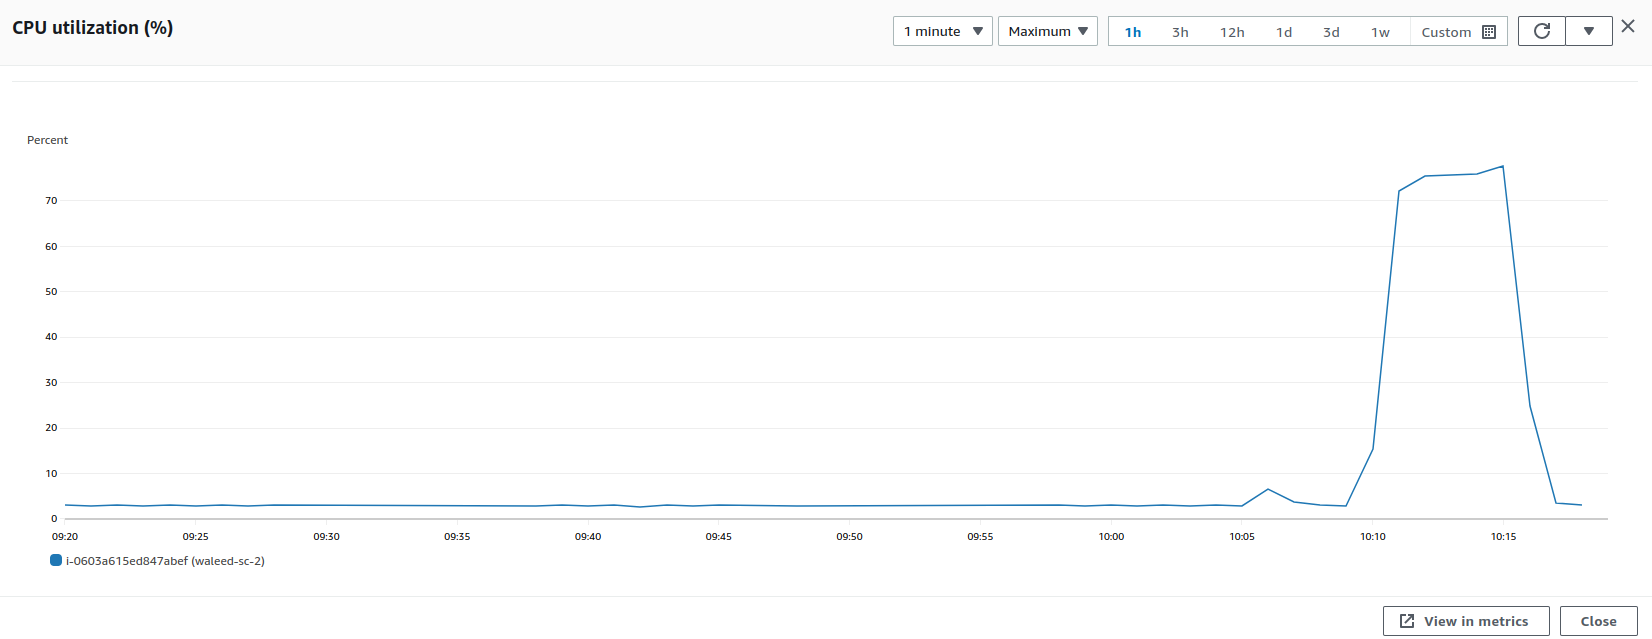 CPU utilization (%)
1 minute Maximum 1h 3h 12h 1d 3d 1w Custom
Percent
70
60
50
40
30
20
10
0
09:20 09:25 09:30 09:35 09:40 09:45 09:50 09:55 10:00 10:05 10:10 10:15
i-0603a615ed847abef (waleed-sc-2)
View in metrics Close